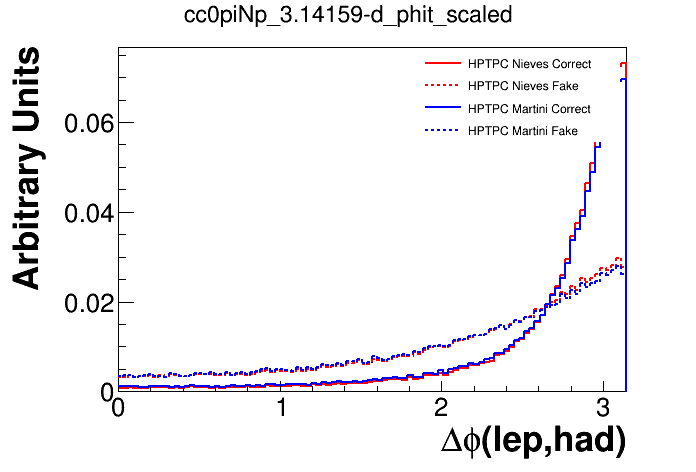 cc0piNp_3.14159-d_phit_scaled
HPTPC Nieves Correct
HPTPC Nieves Fake
HPTPC Martini Correct
HPTPC Martini Fake
Arbitrary Units
0.06
0.04
0.02
0
0 1 2 3
Δϕ(lep,had)